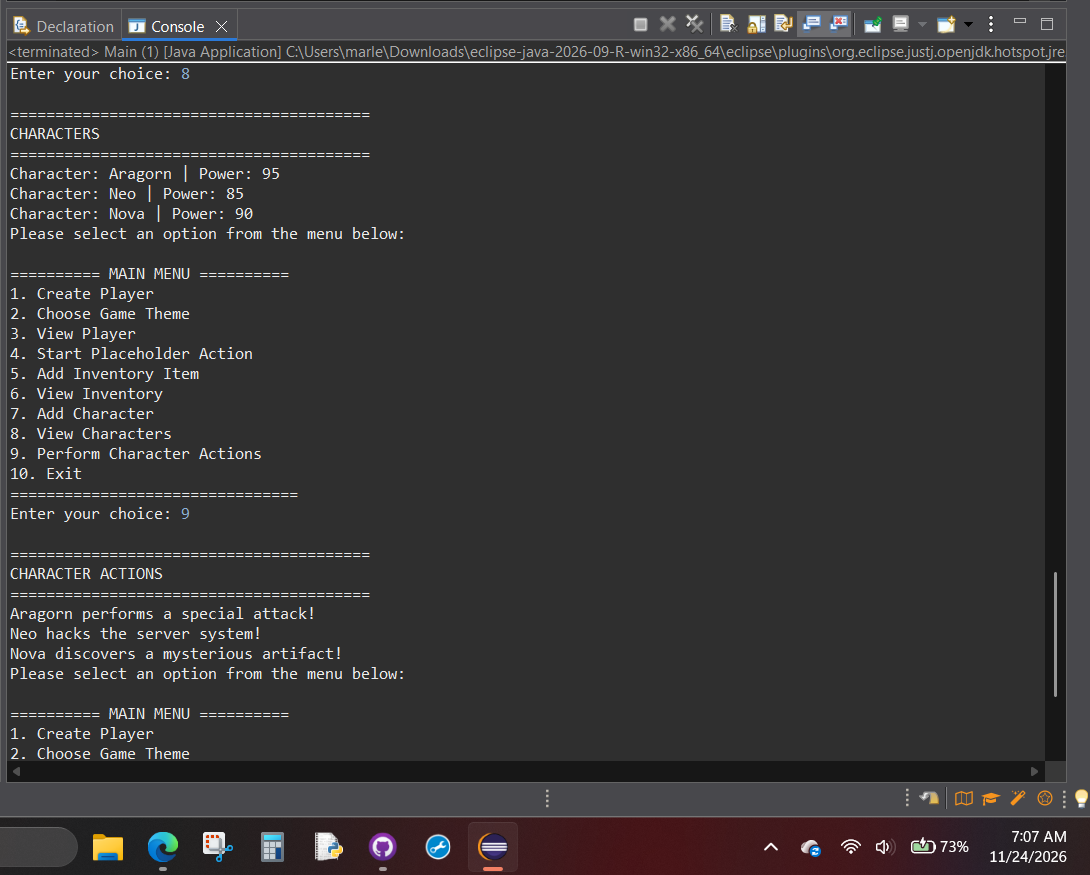 Declaration Console
<terminated> Main (1) [Java Application] C:\Users\marle\Downloads\eclipse-java-2026-09-R-win32-x86_64\eclipse\plugins\org.eclipse.justj.openjdk.hotspot.jre
Enter your choice: 8
========================================
CHARACTERS
========================================
Character: Aragorn | Power: 95
Character: Neo | Power: 85
Character: Nova | Power: 90
Please select an option from the menu below:
========== MAIN MENU ==========
1. Create Player
2. Choose Game Theme
3. View Player
4. Start Placeholder Action
5. Add Inventory Item
6. View Inventory
7. Add Character
8. View Characters
9. Perform Character Actions
10. Exit
================================
Enter your choice: 9
========================================
CHARACTER ACTIONS
========================================
Aragorn performs a special attack!
Neo hacks the server system!
Nova discovers a mysterious artifact!
Please select an option from the menu below:
========== MAIN MENU ==========
1. Create Player
2. Choose Game Theme
73%
7:07 AM
11/24/2026